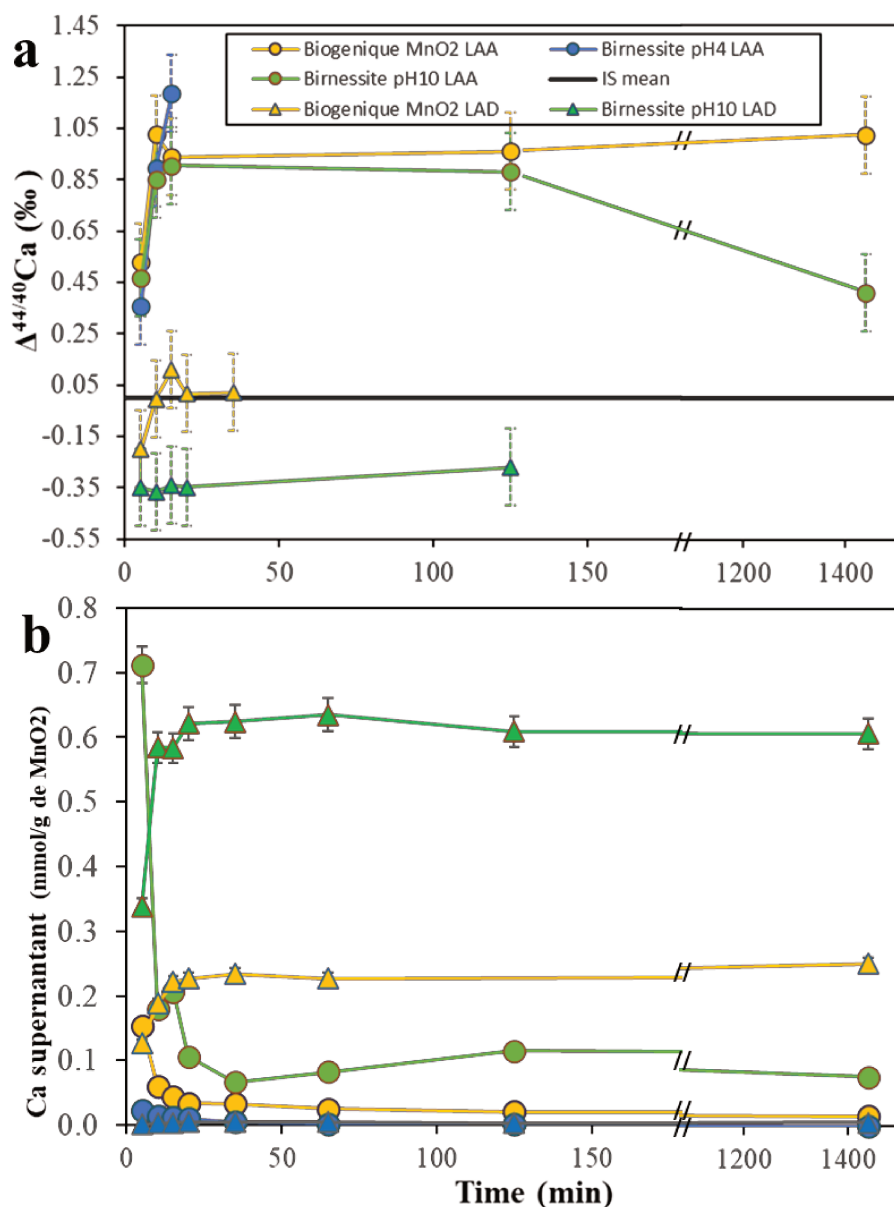 a
1.45
1.25
1.05
0.85
0.65
0.45
0.25
0.05
-0.15
-0.35
-0.55
Δ44/40Ca (‰)
Biogenique MnO2 LAA
Birnessite pH4 LAA
Birnessite pH10 LAA
IS mean
Biogenique MnO2 LAD
Birnessite pH10 LAD
//
//
//
0 50 100 150 1200 1400
b
0.8
0.7
0.6
0.5
0.4
0.3
0.2
0.1
0.0
Ca supernantant (mmol/g de MnO2)
//
//
//
//
//
0 50 100 150 1200 1400
Time (min)